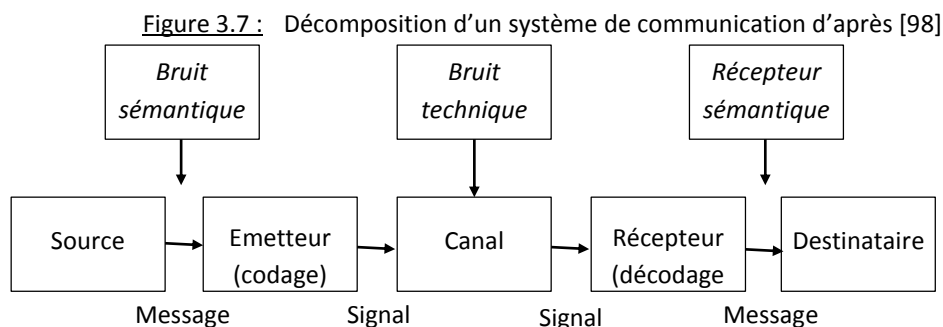 Figure 3.7 : Décomposition d’un système de communication d’après [98]
Bruit
sémantique
Bruit
technique
Récepteur
sémantique
Source
Emetteur
(codage)
Canal
Récepteur
(décodage
Destinataire
Message
Signal
Signal
Message